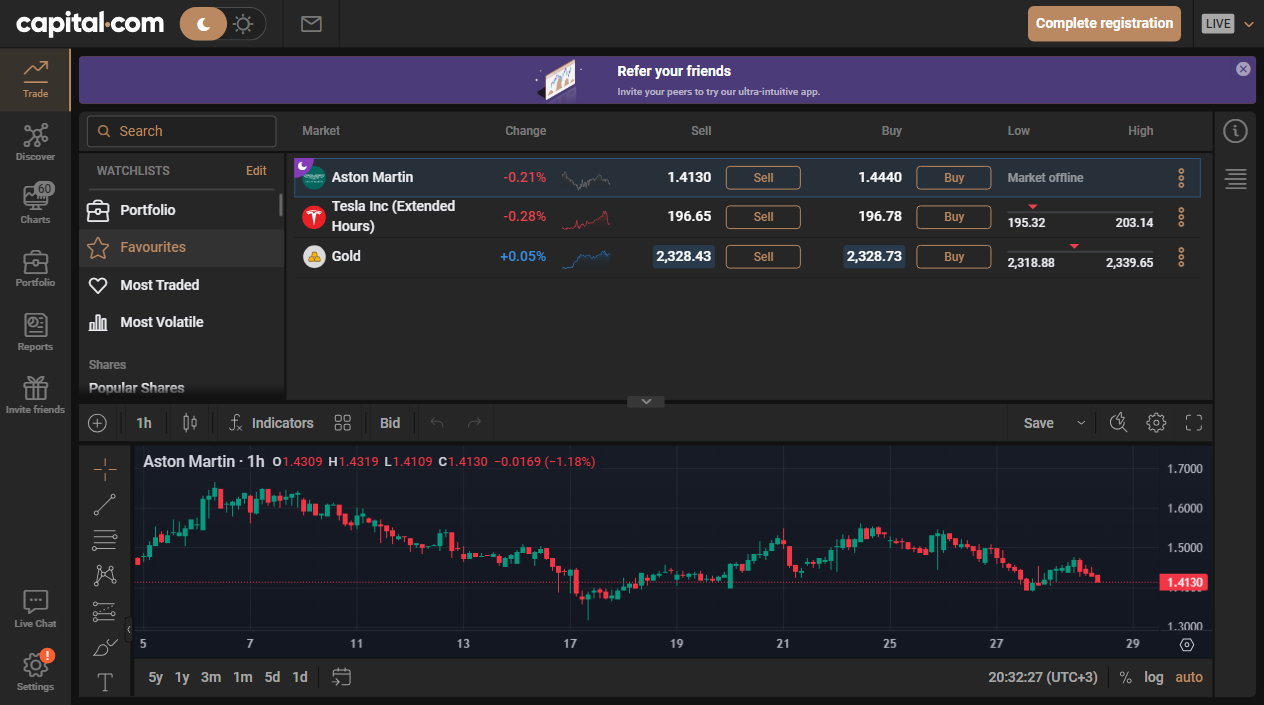 capital.com
Complete registration
LIVE
Trade
Discover
60
Charts
Portfolio
Reports
Invite friends
Live Chat
!
Settings
Refer your friends
Invite your peers to try our ultra-intuitive app.
Search
WATCHLISTS Edit
Portfolio
Favourites
Most Traded
Most Volatile
Shares
Popular Shares
Market Change Sell Buy Low High
Aston Martin -0.21% 1.4130 Sell 1.4440 Buy Market offline
Tesla Inc (Extended
Hours) -0.28% 196.65 Sell 196.78 Buy 195.32 203.14
Gold +0.05% 2,328.43 Sell 2,328.73 Buy 2,318.88 2,339.65
1h Indicators Bid Save
Aston Martin · 1h O1.4309 H1.4319 L1.4109 C1.4130 −0.0169 (−1.18%)
1.7000
1.6000
1.5000
1.4130
1.3000
5 7 11 13 17 19 21 25 27 29
5y 1y 3m 1m 5d 1d 20:32:27 (UTC+3) % log auto